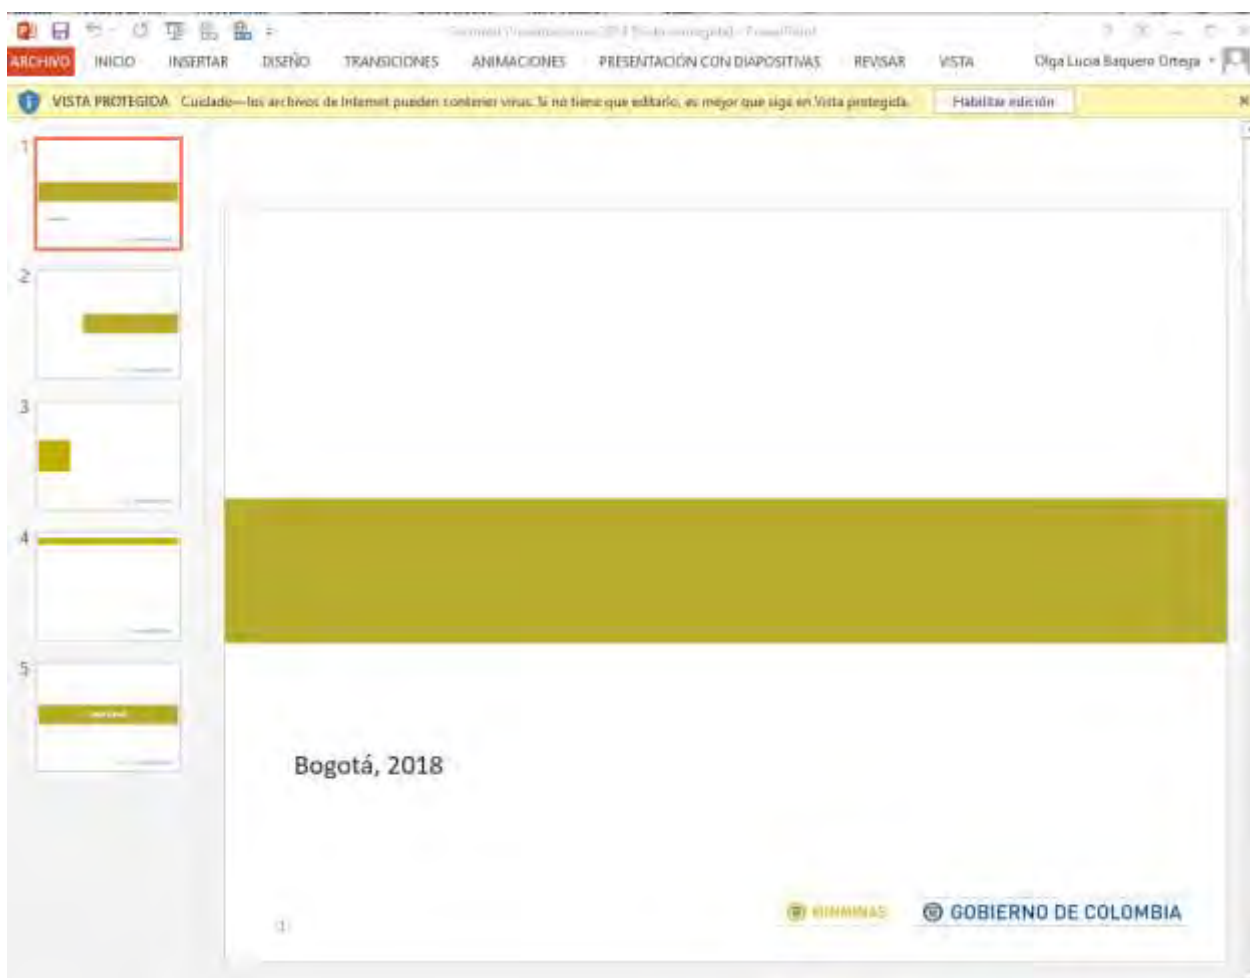 ARCHIVO INICIO INSERTAR DISEÑO TRANSICIONES ANIMACIONES PRESENTACIÓN CON DIAPOSITIVAS REVISAR VISTA Olga Lucia Baquero Ortega
VISTA PROTEGIDA Cuidado—los archivos de Internet pueden contener virus. Si no tiene que editarlo, es mejor que siga en Vista protegida. Habilitar edición
1
2
3
4
5
Bogotá, 2018
MINMINAS GOBIERNO DE COLOMBIA
1